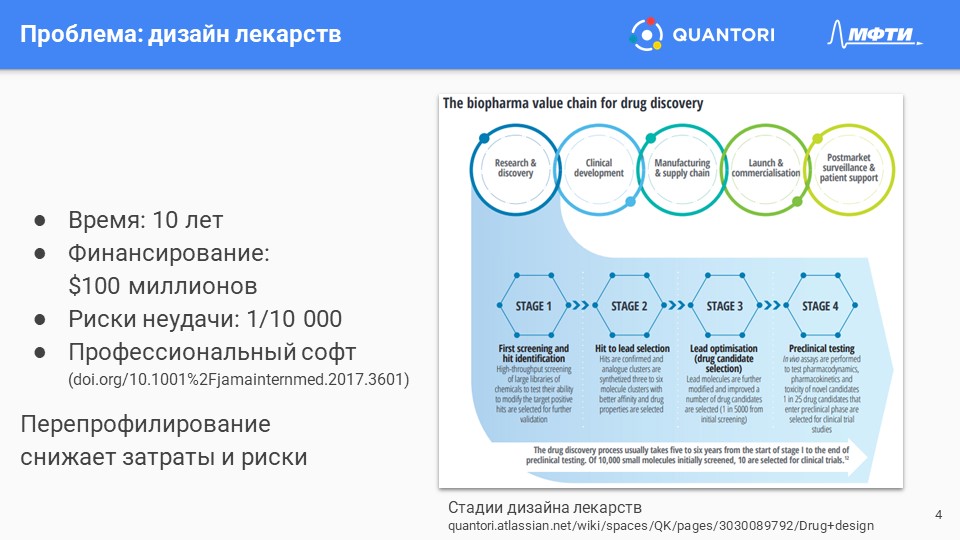 Проблема: дизайн лекарств
QUANTORI
МФТИ
● Время: 10 лет
● Финансирование:
$100 миллионов
● Риски неудачи: 1/10 000
● Профессиональный софт
(doi.org/10.1001%2Fjamainternmed.2017.3601)
Перепрофилирование
снижает затраты и риски
The biopharma value chain for drug discovery
Research &
discovery
Clinical
development
Manufacturing
& supply chain
Launch &
commercialisation
Postmarket
surveillance &
patient support
STAGE 1
STAGE 2
STAGE 3
STAGE 4
First screening and
hit identification
High-throughput screening
of large libraries of
chemicals to test their ability
to modify the target positive
hits are selected for further
validation
Hit to lead selection
Hits are confirmed and
analogue clusters are
synthetized three to six
molecule clusters with
better affinity and drug
properties are selected
Lead optimisation
(drug candidate
selection)
Lead molecules are further
modified and improved a
number of drug candidates
are selected (1 in 5000 from
initial screening)
Preclinical testing
In vivo assays are performed
to test pharmacodynamics,
pharmacokinetics and
toxicity of novel candidates
1 in 25 drug candidates that
enter preclinical phase are
selected for clinical trial
studies
The drug discovery process usually takes five to six years from the start of stage I to the end of
preclinical testing. Of 10,000 small molecules initially screened, 10 are selected for clinical trials.¹²
Стадии дизайна лекарств
quantori.atlassian.net/wiki/spaces/QK/pages/3030089792/Drug+design
4